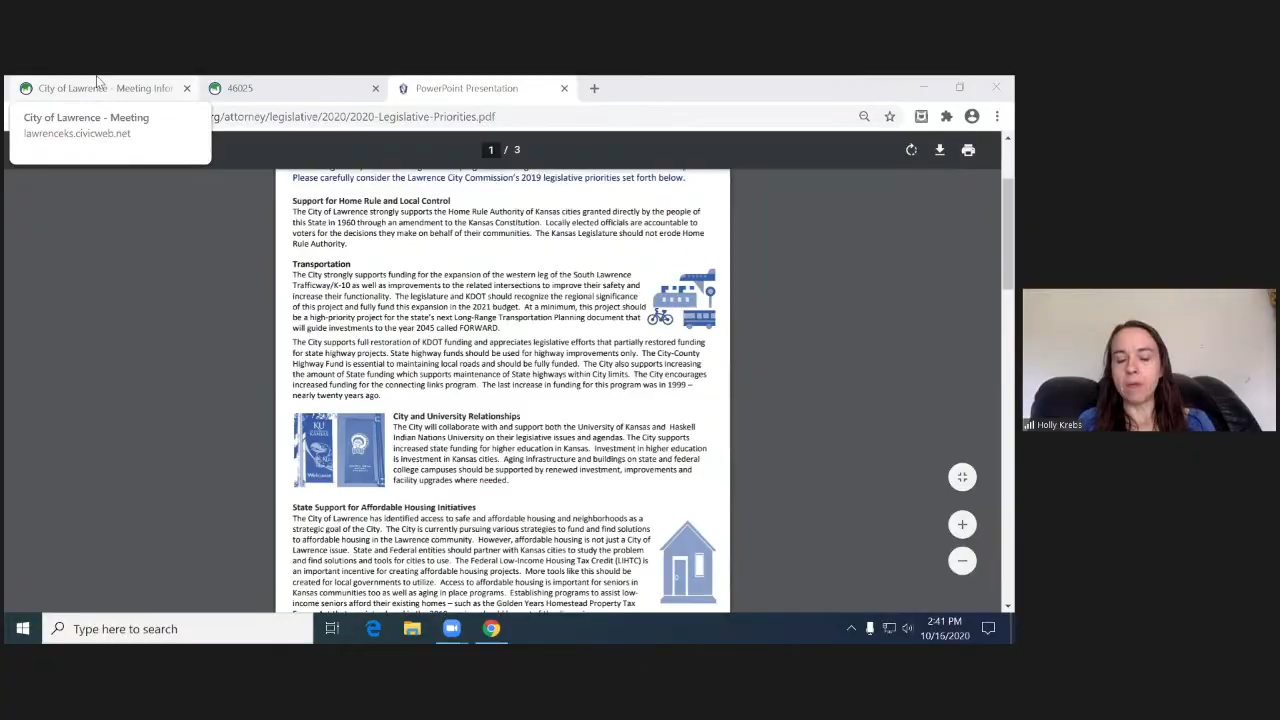 City of Lawrence - Meeting Infor
46025
PowerPoint Presentation
City of Lawrence - Meeting
lawrenceks.civicweb.net
rg/attorney/legislative/2020/2020-Legislative-Priorities.pdf
1 / 3
Please carefully consider the Lawrence City Commission's 2019 legislative priorities set forth below.
Support for Home Rule and Local Control
The City of Lawrence strongly supports the Home Rule Authority of Kansas cities granted directly by the people
of this State in 1960 through an amendment to the Kansas Constitution. Locally elected officials are accountable to
voters for the decisions they make on behalf of their communities. The Kansas Legislature should not erode Home
Rule Authority.
Transportation
The City strongly supports funding for the expansion of the western leg of the South Lawrence
Trafficway/K-10 as well as improvements to the related intersections to improve their safety and
increase their functionality. The legislature and KDOT should recognize the regional significance
of this project and fully fund this expansion in the 2021 budget. At a minimum, this project should
be a high-priority project for the state's next Long-Range Transportation Planning document that
will guide investments to the year 2045 called FORWARD.
The City supports full restoration of KDOT funding and appreciates legislative efforts that partially restored funding
for state highway projects. State highway funds should be used for highway improvements only. The City-County
Highway Fund is essential to maintaining local roads and should be fully funded. The City also supports increasing
the amount of State funding which supports maintenance of State highways within City limits. The City encourages
increased funding for the connecting links program. The last increase in funding for this program was in 1999 –
nearly twenty years ago.
City and University Relationships
The City will collaborate with and support both the University of Kansas and Haskell
Indian Nations University on their legislative issues and agendas. The City supports
increased state funding for higher education in Kansas. Investment in higher education
is investment in Kansas cities. Aging infrastructure and buildings on state and federal
college campuses should be supported by renewed investment, improvements and
facility upgrades where needed.
KU
Welcome
State Support for Affordable Housing Initiatives
The City of Lawrence has identified access to safe and affordable housing and neighborhoods as a
strategic goal of the City. The City is currently pursuing various strategies to fund and find solutions
to affordable housing in the Lawrence community. However, affordable housing is not just a City of
Lawrence issue. State and Federal entities should partner with Kansas cities to study the problem
and find solutions and tools for cities to use. The Federal Low-Income Housing Tax Credit (LIHTC) is
an important incentive for creating affordable housing projects. More tools like this should be
created for local governments to utilize. Access to affordable housing is important for seniors in
Kansas communities too as well as aging in place programs. Establishing programs to assist low-
income seniors afford their existing homes – such as the Golden Years Homestead Property Tax
Holly Krebs
Type here to search
2:41 PM
10/16/2020